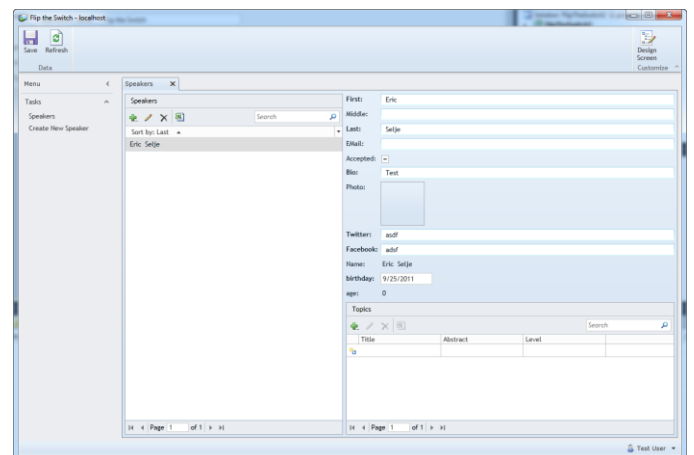 Flip the Switch - localhost
Save Refresh
Data
Design Screen
Customize
Menu
Tasks
Speakers
Create New Speaker
Speakers
Speakers
Search
Sort by: Last
Eric Selje
Page 1 of 1
First: Eric
Middle:
Last: Selje
EMail:
Accepted:
Bio: Test
Photo:
Twitter: asdf
Facebook: adsf
Name: Eric Selje
birthday: 9/25/2011
age: 0
Topics
Search
Title Abstract Level
Page 1 of 1
Test User